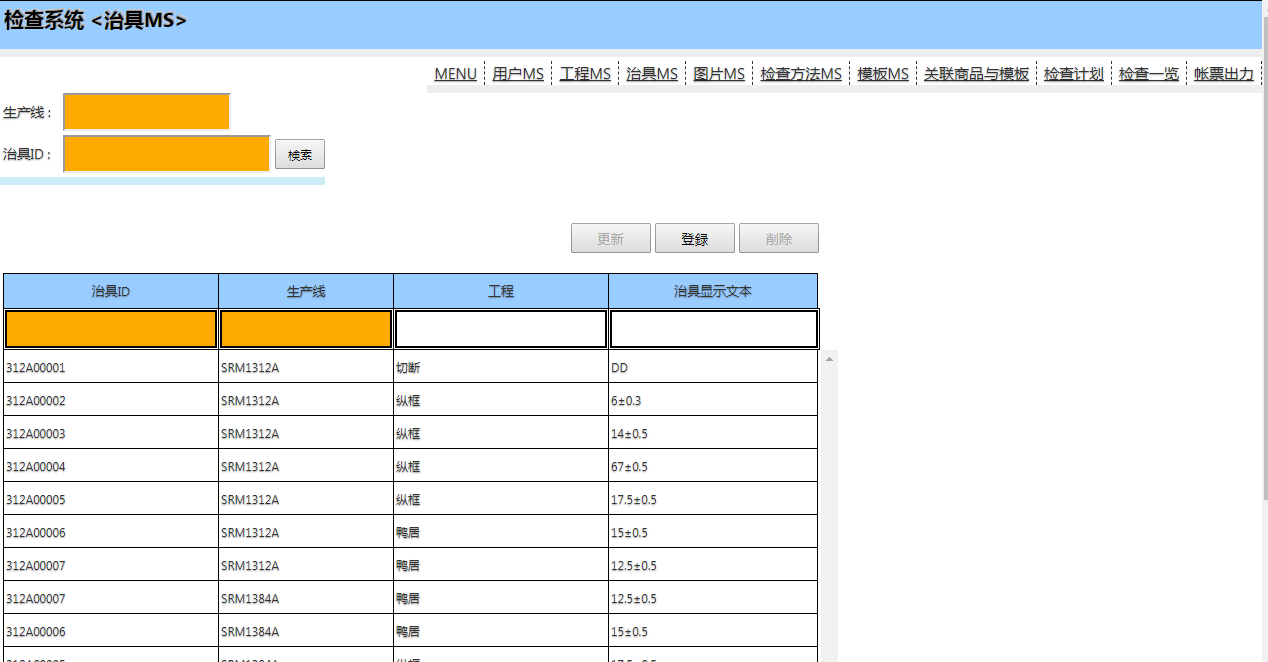 检查系统 <治具MS>
MENU 用户MS 工程MS 治具MS 图片MS 检查方法MS 模板MS 关联商品与模板 检查计划 检查一览 帐票出力
生产线：
治具ID： 検索
更新 登録 削除
治具ID 生产线 工程 治具显示文本
312A00001 SRM1312A 切断 DD
312A00002 SRM1312A 纵框 6±0.3
312A00003 SRM1312A 纵框 14±0.5
312A00004 SRM1312A 纵框 67±0.5
312A00005 SRM1312A 纵框 17.5±0.5
312A00006 SRM1312A 鸭居 15±0.5
312A00007 SRM1312A 鸭居 12.5±0.5
312A00007 SRM1384A 鸭居 12.5±0.5
312A00006 SRM1384A 鸭居 15±0.5